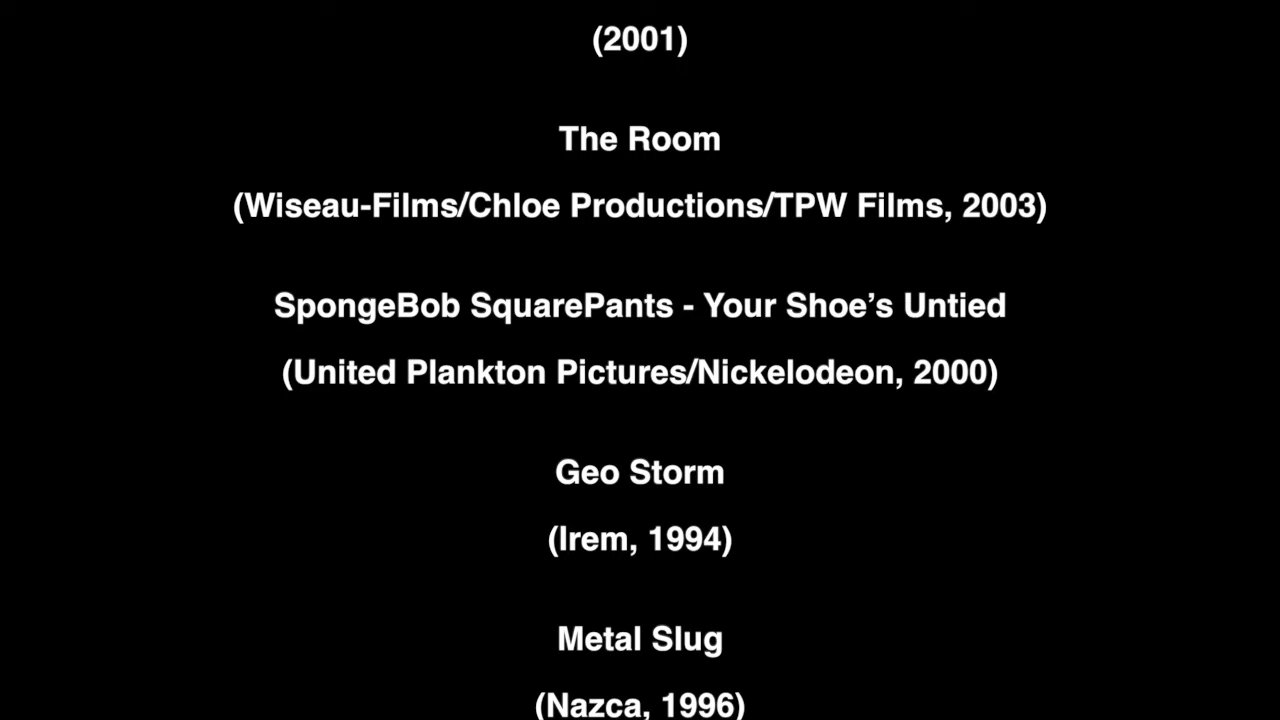 (2001)
The Room
(Wiseau-Films/Chloe Productions/TPW Films, 2003)
SpongeBob SquarePants - Your Shoe’s Untied
(United Plankton Pictures/Nickelodeon, 2000)
Geo Storm
(Irem, 1994)
Metal Slug
(Nazca, 1996)